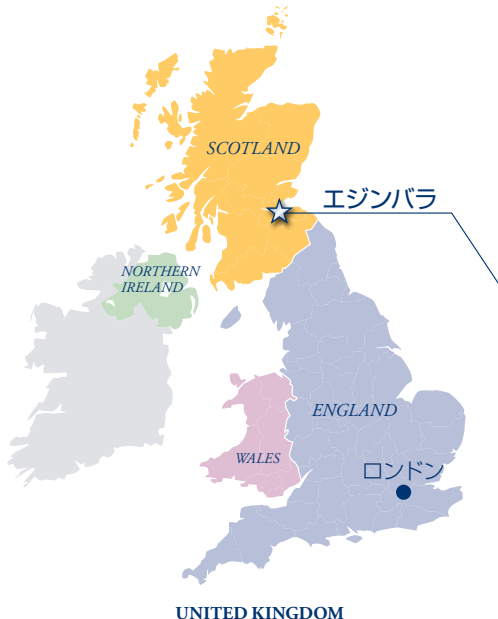 SCOTLAND
エジンバラ
NORTHERN
IRELAND
ENGLAND
WALES
ロンドン
UNITED KINGDOM